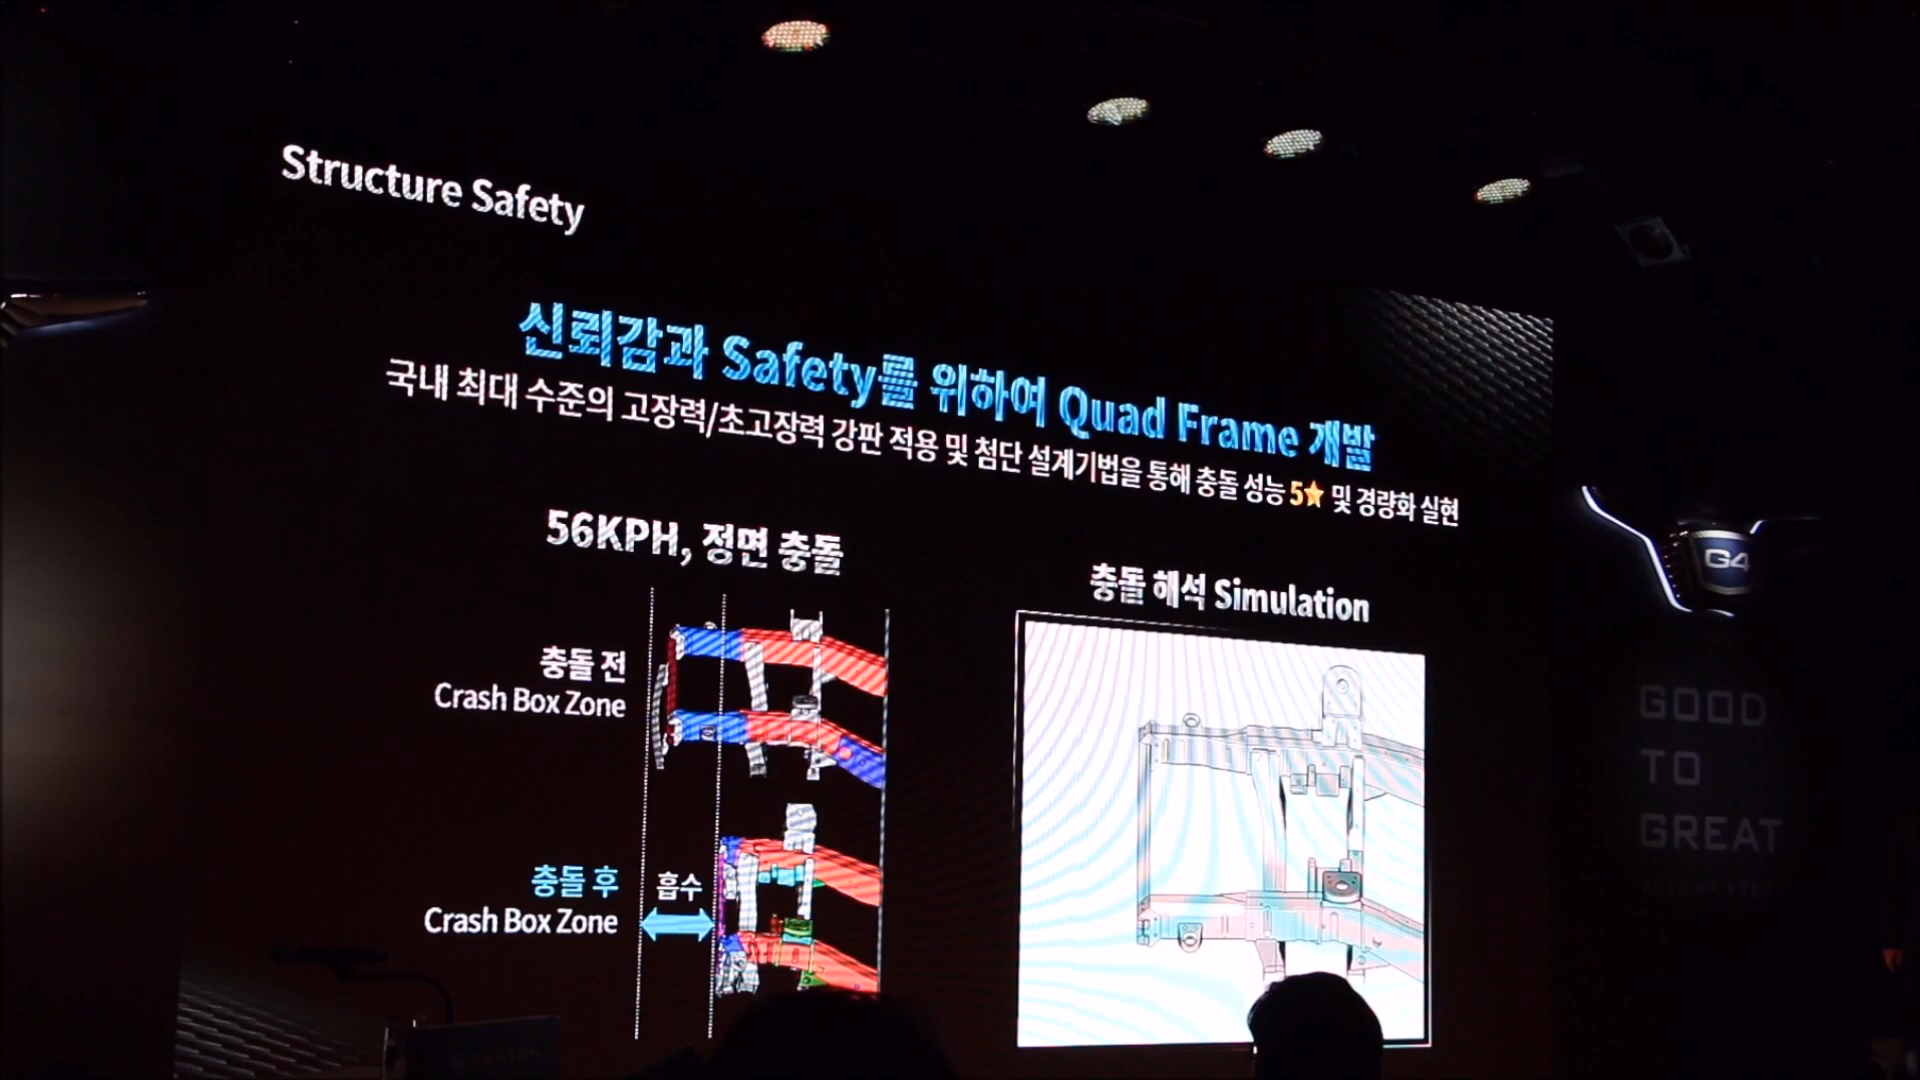 Structure Safety
신뢰감과 Safety를 위하여 Quad Frame 개발
국내 최대 수준의 고장력/초고장력 강판 적용 및 첨단 설계기법을 통해 충돌 성능 5★ 및 경량화 실현
56KPH, 정면 충돌
충돌 해석 Simulation
충돌 전
Crash Box Zone
충돌 후
Crash Box Zone
흡수
G4
GOOD
TO
GREAT